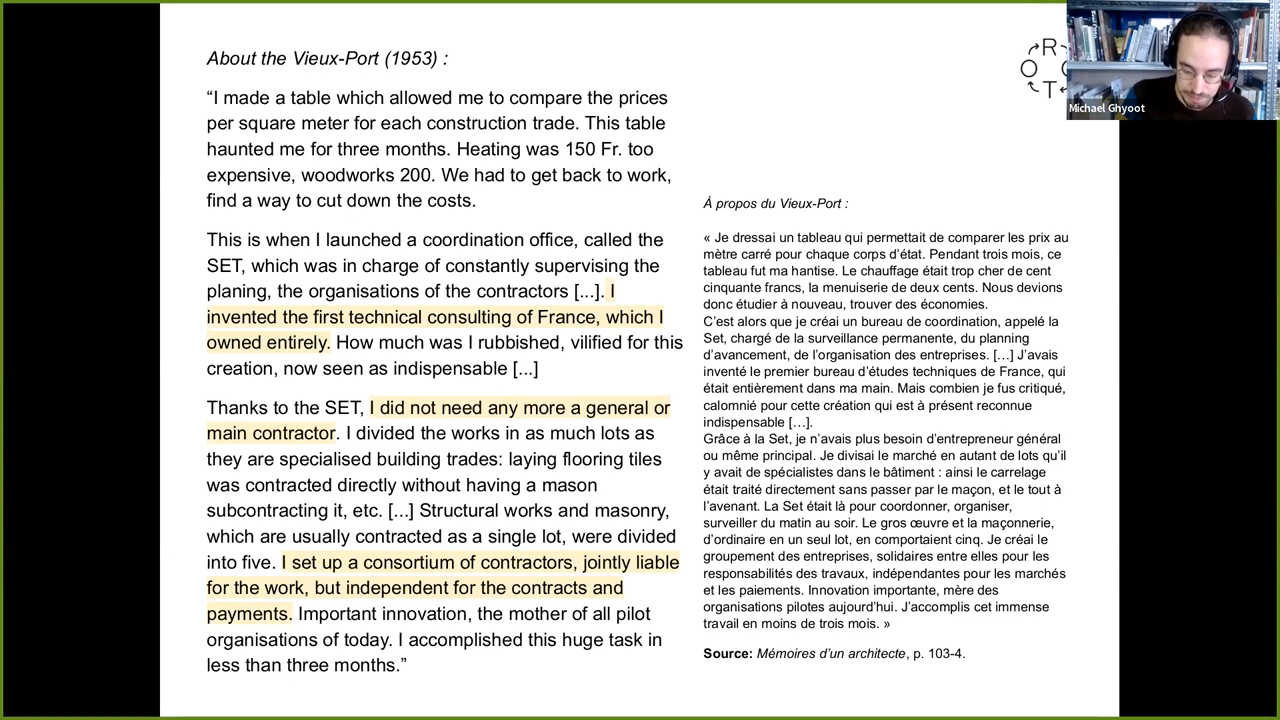 About the Vieux-Port (1953) :
“I made a table which allowed me to compare the prices
per square meter for each construction trade. This table
haunted me for three months. Heating was 150 Fr. too
expensive, woodworks 200. We had to get back to work,
find a way to cut down the costs.
This is when I launched a coordination office, called the
SET, which was in charge of constantly supervising the
planing, the organisations of the contractors [...]. I
invented the first technical consulting of France, which I
owned entirely. How much was I rubbished, vilified for this
creation, now seen as indispensable [...]
Thanks to the SET, I did not need any more a general or
main contractor. I divided the works in as much lots as
they are specialised building trades: laying flooring tiles
was contracted directly without having a mason
subcontracting it, etc. [...] Structural works and masonry,
which are usually contracted as a single lot, were divided
into five. I set up a consortium of contractors, jointly liable
for the work, but independent for the contracts and
payments. Important innovation, the mother of all pilot
organisations of today. I accomplished this huge task in
less than three months.”
À propos du Vieux-Port :
« Je dressai un tableau qui permettait de comparer les prix au
mètre carré pour chaque corps d’état. Pendant trois mois, ce
tableau fut ma hantise. Le chauffage était trop cher de cent
cinquante francs, la menuiserie de deux cents. Nous devions
donc étudier à nouveau, trouver des économies.
C’est alors que je créai un bureau de coordination, appelé la
Set, chargé de la surveillance permanente, du planning
d’avancement, de l’organisation des entreprises. […] J’avais
inventé le premier bureau d’études techniques de France, qui
était entièrement dans ma main. Mais combien je fus critiqué,
calomnié pour cette création qui est à présent reconnue
indispensable […].
Grâce à la Set, je n’avais plus besoin d’entrepreneur général
ou même principal. Je divisai le marché en autant de lots qu’il
y avait de spécialistes dans le bâtiment : ainsi le carrelage
était traité directement sans passer par le maçon, et le tout à
l’avenant. La Set était là pour coordonner, organiser,
surveiller du matin au soir. Le gros œuvre et la maçonnerie,
d’ordinaire en un seul lot, en comportaient cinq. Je créai le
groupement des entreprises, solidaires entre elles pour les
responsabilités des travaux, indépendantes pour les marchés
et les paiements. Innovation importante, mère des
organisations pilotes aujourd’hui. J’accomplis cet immense
travail en moins de trois mois. »
Source: Mémoires d’un architecte, p. 103-4.
R
O
T
Michael Ghyoot